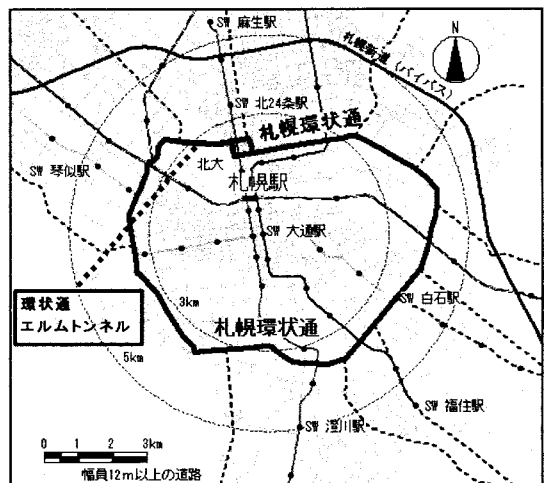 SW 麻生駅
札幌新道（バイパス）
N
SW 北24条駅
札幌環状通
SW 琴似駅
北大
札幌駅
SW 大通駅
環状通
エルムトンネル
3km
SW 白石駅
札幌環状通
5km
SW 福住駅
SW 澄川駅
0 1 2 3km
幅員12m以上の道路